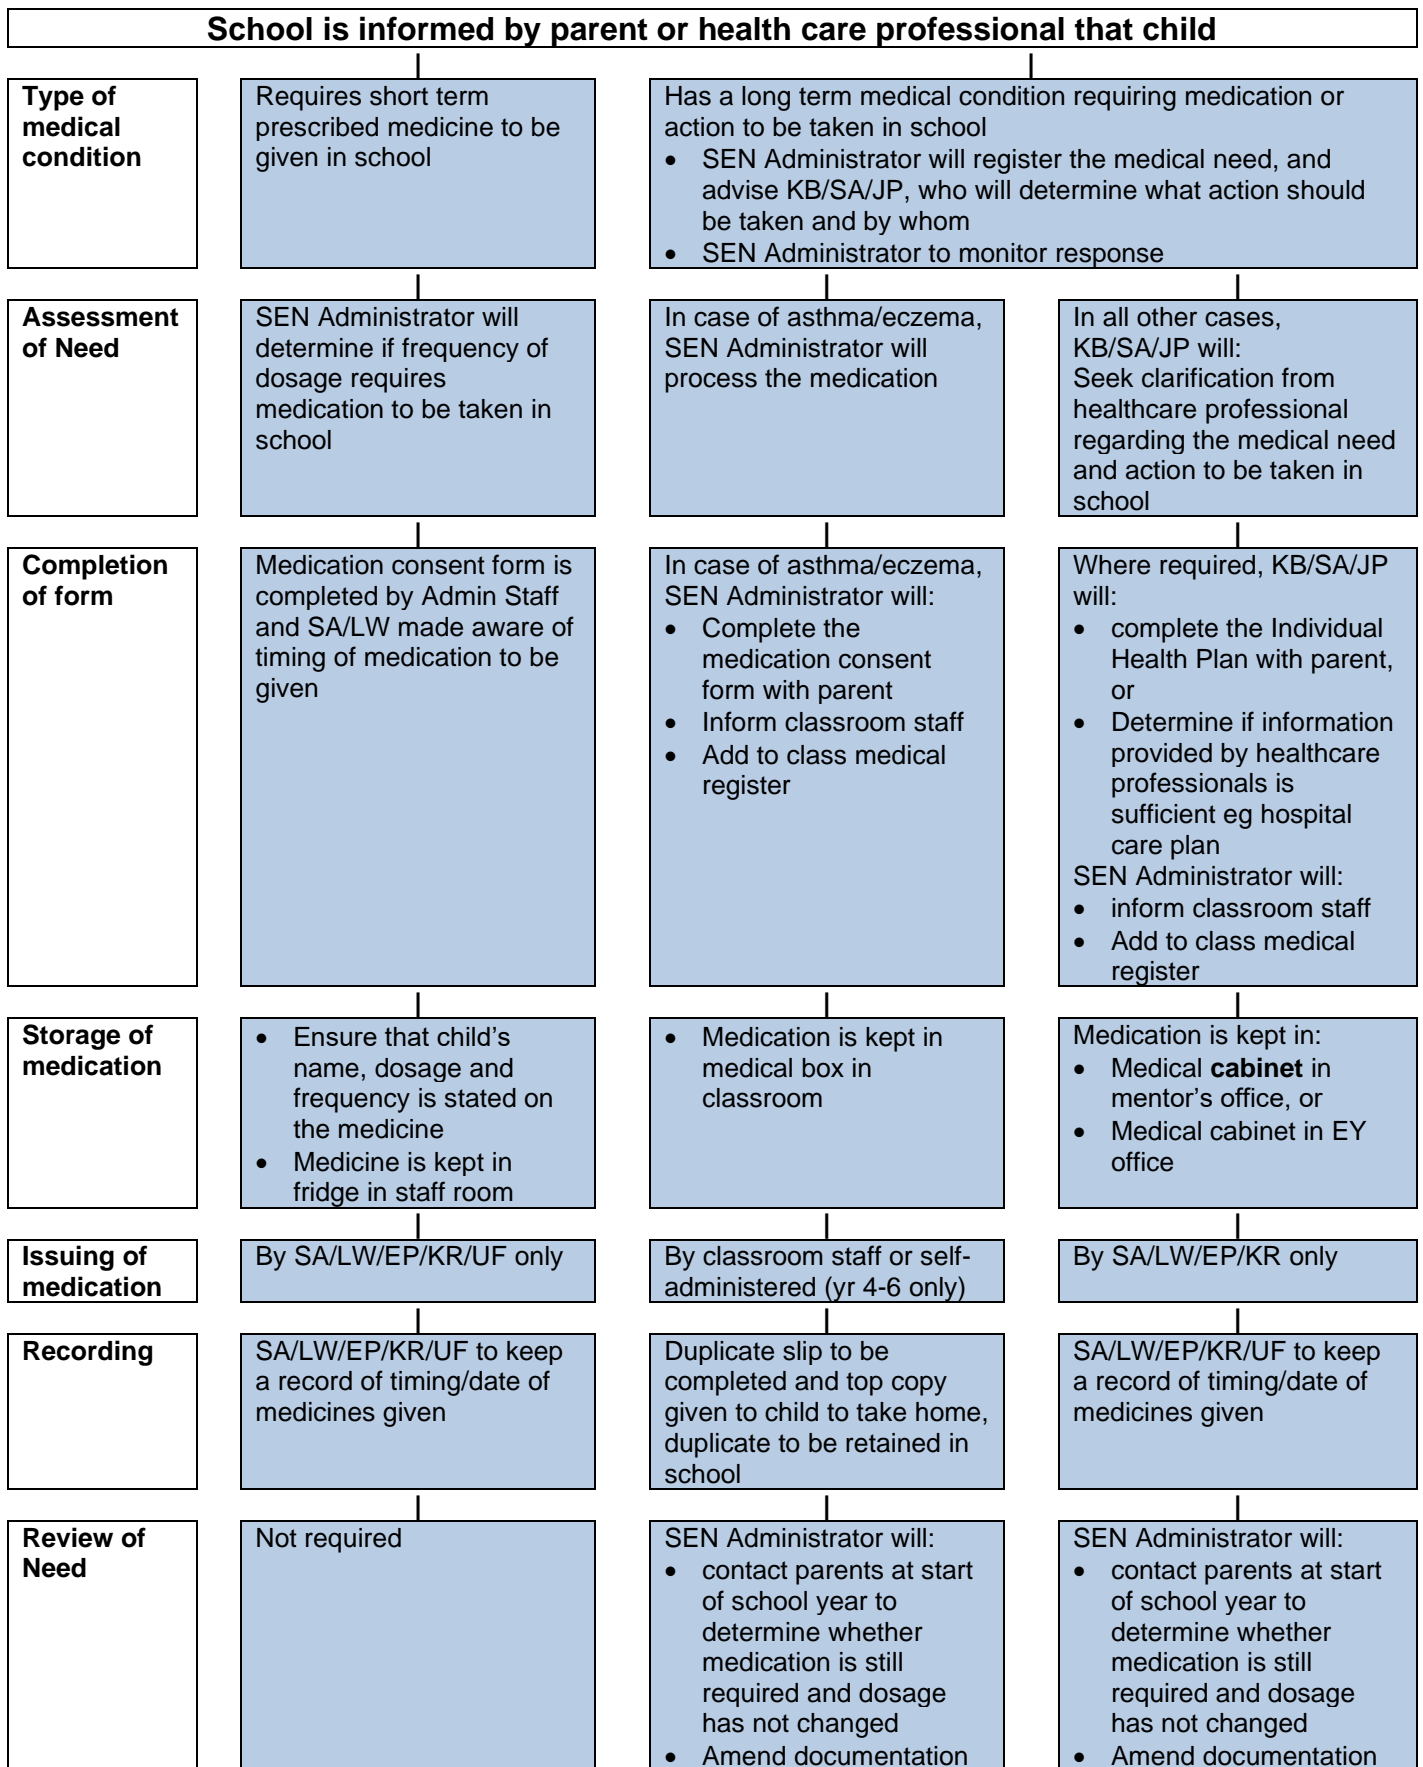 School is informed by parent or health care professional that child
Type of
medical
condition
Requires short term
prescribed medicine to be
given in school
Has a long term medical condition requiring medication or
action to be taken in school
• SEN Administrator will register the medical need, and
advise KB/SA/JP, who will determine what action should
be taken and by whom
• SEN Administrator to monitor response
Assessment
of Need
SEN Administrator will
determine if frequency of
dosage requires
medication to be taken in
school
In case of asthma/eczema,
SEN Administrator will
process the medication
In all other cases,
KB/SA/JP will:
Seek clarification from
healthcare professional
regarding the medical need
and action to be taken in
school
Completion
of form
Medication consent form is
completed by Admin Staff
and SA/LW made aware of
timing of medication to be
given
In case of asthma/eczema,
SEN Administrator will:
• Complete the
medication consent
form with parent
• Inform classroom staff
• Add to class medical
register
Where required, KB/SA/JP
will:
• complete the Individual
Health Plan with parent,
or
• Determine if information
provided by healthcare
professionals is
sufficient eg hospital
care plan
SEN Administrator will:
• inform classroom staff
• Add to class medical
register
Storage of
medication
• Ensure that child's
name, dosage and
frequency is stated on
the medicine
• Medicine is kept in
fridge in staff room
• Medication is kept in
medical box in
classroom
Medication is kept in:
• Medical cabinet in
mentor's office, or
• Medical cabinet in EY
office
Issuing of
medication
By SA/LW/EP/KR/UF only
By classroom staff or self-
administered (yr 4-6 only)
By SA/LW/EP/KR only
Recording
SA/LW/EP/KR/UF to keep
a record of timing/date of
medicines given
Duplicate slip to be
completed and top copy
given to child to take home,
duplicate to be retained in
school
SA/LW/EP/KR/UF to keep
a record of timing/date of
medicines given
Review of
Need
Not required
SEN Administrator will:
• contact parents at start
of school year to
determine whether
medication is still
required and dosage
has not changed
• Amend documentation
SEN Administrator will:
• contact parents at start
of school year to
determine whether
medication is still
required and dosage
has not changed
• Amend documentation